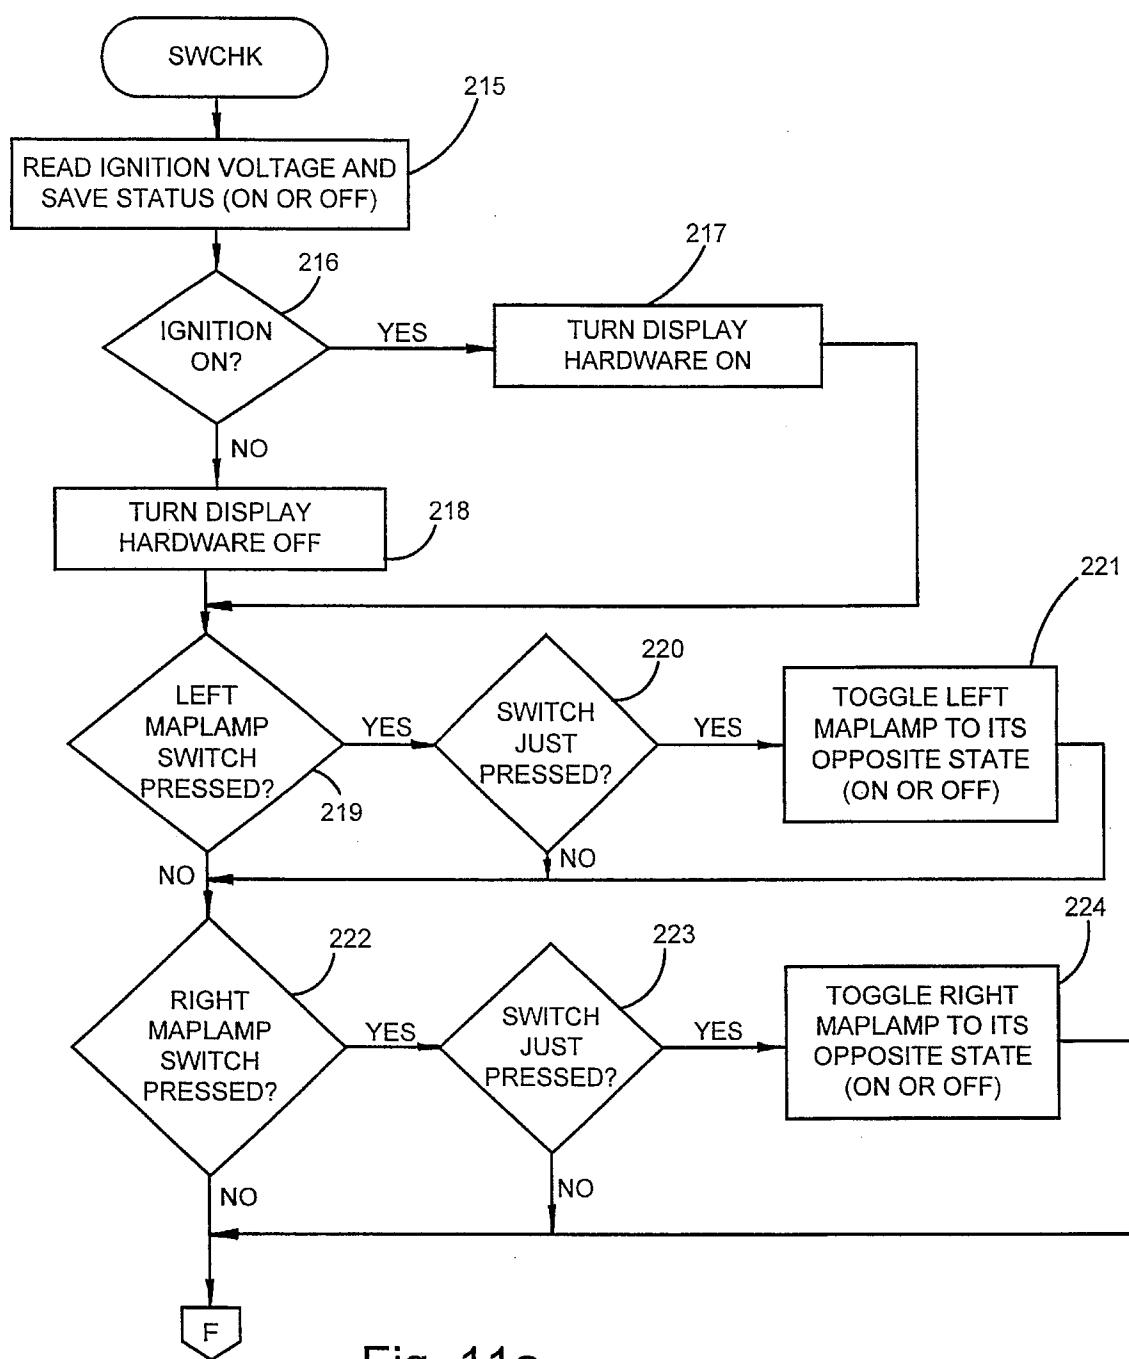 SWCHK
215
READ IGNITION VOLTAGE AND
SAVE STATUS (ON OR OFF)
216
IGNITION
ON?
YES
217
TURN DISPLAY
HARDWARE ON
NO
TURN DISPLAY
HARDWARE OFF
218
LEFT
MAPLAMP
SWITCH
PRESSED?
219
YES
220
SWITCH
JUST
PRESSED?
YES
221
TOGGLE LEFT
MAPLAMP TO ITS
OPPOSITE STATE
(ON OR OFF)
NO
NO
222
RIGHT
MAPLAMP
SWITCH
PRESSED?
YES
223
SWITCH
JUST
PRESSED?
YES
224
TOGGLE RIGHT
MAPLAMP TO ITS
OPPOSITE STATE
(ON OR OFF)
NO
NO
F